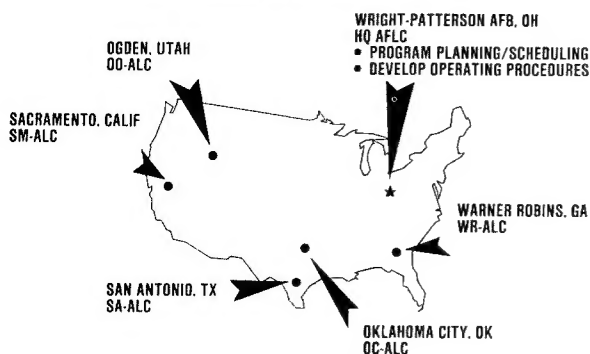 WRIGHT-PATTERSON AFB, OH
HQ AFLC
• PROGRAM PLANNING/SCHEDULING
• DEVELOP OPERATING PROCEDURES
OGDEN, UTAH
OO-ALC
SACRAMENTO, CALIF
SM-ALC
WARNER ROBINS, GA
WR-ALC
SAN ANTONIO, TX
SA-ALC
OKLAHOMA CITY, OK
OC-ALC